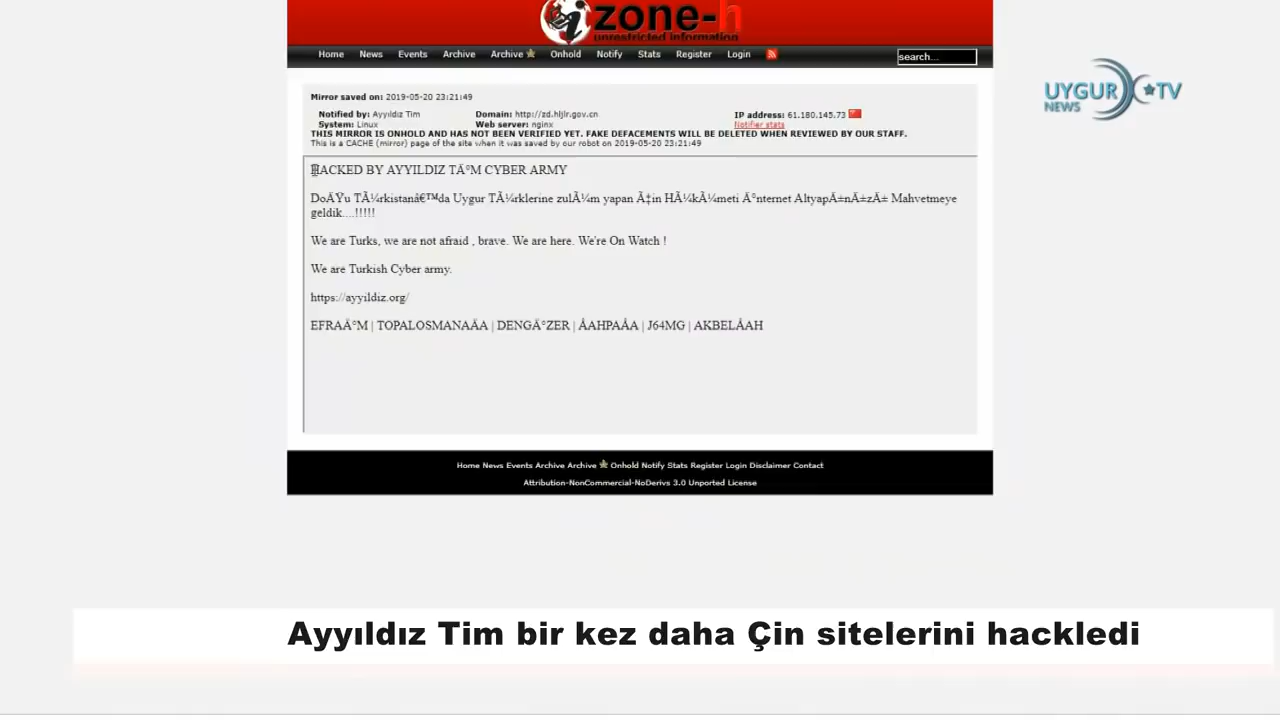 zone-h
unrestricted information
Home News Events Archive Archive Onhold Notify Stats Register Login
search...
UYGUR TV
NEWS
Mirror saved on: 2019-05-20 23:21:49
Notified by: Ayyıldız Tim Domain: http://zd.hljlr.gov.cn IP address: 61.180.145.73
System: Linux Web server: nginx Notifier stats
THIS MIRROR IS ONHOLD AND HAS NOT BEEN VERIFIED YET. FAKE DEFACEMENTS WILL BE DELETED WHEN REVIEWED BY OUR STAFF.
This is a CACHE (mirror) page of the site when it was saved by our robot on 2019-05-20 23:21:49
HACKED BY AYYILDIZ TÄ°M CYBER ARMY
DoÄŸu TÃ¼rkistanâ€™da Uygur TÃ¼rklerine zulÃ¼m yapan Ã‡in HÃ¼kÃ¼meti Ä°nternet AltyapÄ±nÄ±zÄ± Mahvetmeye
geldik....!!!!!
We are Turks, we are not afraid , brave. We are here. We're On Watch !
We are Turkish Cyber army.
https://ayyildiz.org/
EFRAÄ°M | TOPALOSMANAÄA | DENGÄ°ZER | ÅAHPAÅA | J64MG | AKBELÅAH
Home News Events Archive Archive Onhold Notify Stats Register Login Disclaimer Contact
Attribution-NonCommercial-NoDerivs 3.0 Unported License
Ayyıldız Tim bir kez daha Çin sitelerini hackledi